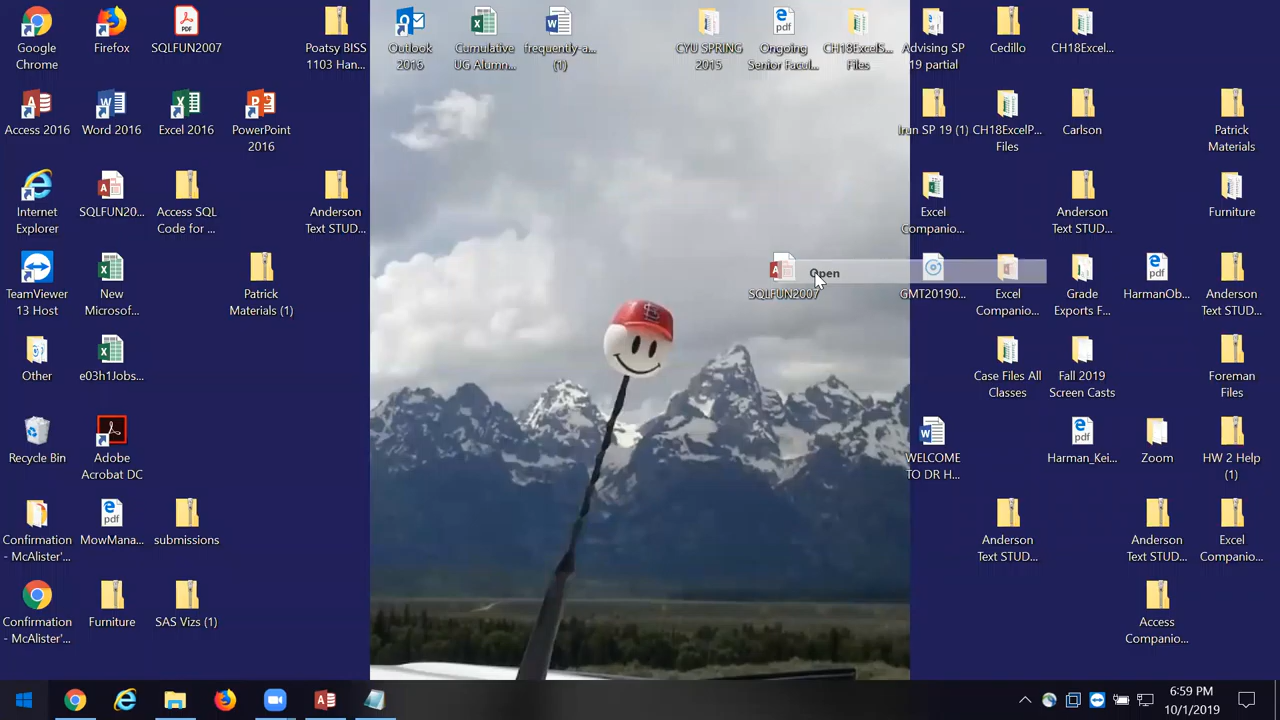 Google
Chrome
Firefox
SQLFUN2007
Poatsy BISS
1103 Han...
Outlook
2016
Cumulative
UG Alumn...
frequently-a...
(1)
CYU SPRING
2015
Ongoing
Senior Facul...
CH18ExcelS...
Files
Advising SP
19 partial
Cedillo
CH18Excel...
Access 2016
Word 2016
Excel 2016
PowerPoint
2016
Irun SP 19 (1)
CH18ExcelP...
Files
Carlson
Patrick
Materials
Internet
Explorer
SQLFUN20...
Access SQL
Code for ...
Anderson
Text STUD...
Excel
Companio...
Anderson
Text STUD...
Furniture
TeamViewer
13 Host
New
Microsof...
Patrick
Materials (1)
SQLFUN2007
Open
GMT20190...
Excel
Companio...
Grade
Exports F...
HarmanOb...
Anderson
Text STUD...
Other
e03h1Jobs...
Case Files All
Classes
Fall 2019
Screen Casts
Foreman
Files
Recycle Bin
Adobe
Acrobat DC
WELCOME
TO DR H...
Harman_Kei...
Zoom
HW 2 Help
(1)
Confirmation
- McAlister'...
MowMana...
submissions
Anderson
Text STUD...
Anderson
Text STUD...
Excel
Companio...
Confirmation
- McAlister'...
Furniture
SAS Vizs (1)
Access
Companio...
6:59 PM
10/1/2019